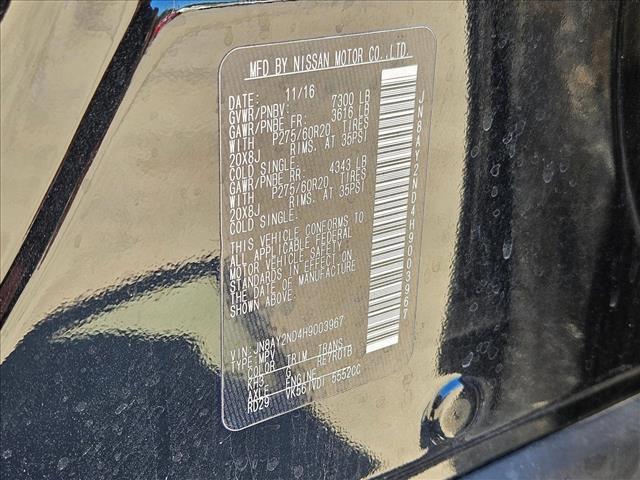 MFD BY NISSAN MOTOR CO.,LTD.
DATE: 11/16
GVWR/PNBV: 7300 LB
GAWR/PNBE FR: 3616 LB
WITH P275/60R20 TIRES
20X8J RIMS, AT 35PSI
COLD SINGLE.
GAWR/PNBE RR: 4343 LB
WITH P275/60R20 TIRES
20X8J RIMS, AT 35PSI
COLD SINGLE.
THIS VEHICLE CONFORMS TO
ALL APPLICABLE FEDERAL
MOTOR VEHICLE SAFETY
STANDARDS IN EFFECT ON
THE DATE OF MANUFACTURE
SHOWN ABOVE.
VIN:JN8AY2ND4H9003967
TYPE:MPV
COLOR TRIM TRANS
KH3 G RE7R01B
AXLE ENGINE
RD29 VK56(VD) 5552CC
JN8AY2ND4H9003967